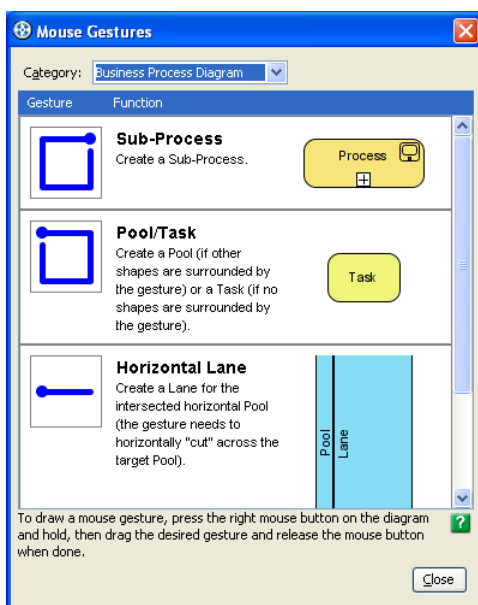 Mouse Gestures
Category: Business Process Diagram
Gesture Function
Sub-Process
Create a Sub-Process.
Process
Pool/Task
Create a Pool (if other
shapes are surrounded by
the gesture) or a Task (if no
shapes are surrounded by
the gesture).
Task
Horizontal Lane
Create a Lane for the
intersected horizontal Pool
(the gesture needs to
horizontally "cut" across the
target Pool).
Pool
Lane
To draw a mouse gesture, press the right mouse button on the diagram
and hold, then drag the desired gesture and release the mouse button
when done.
?
Close